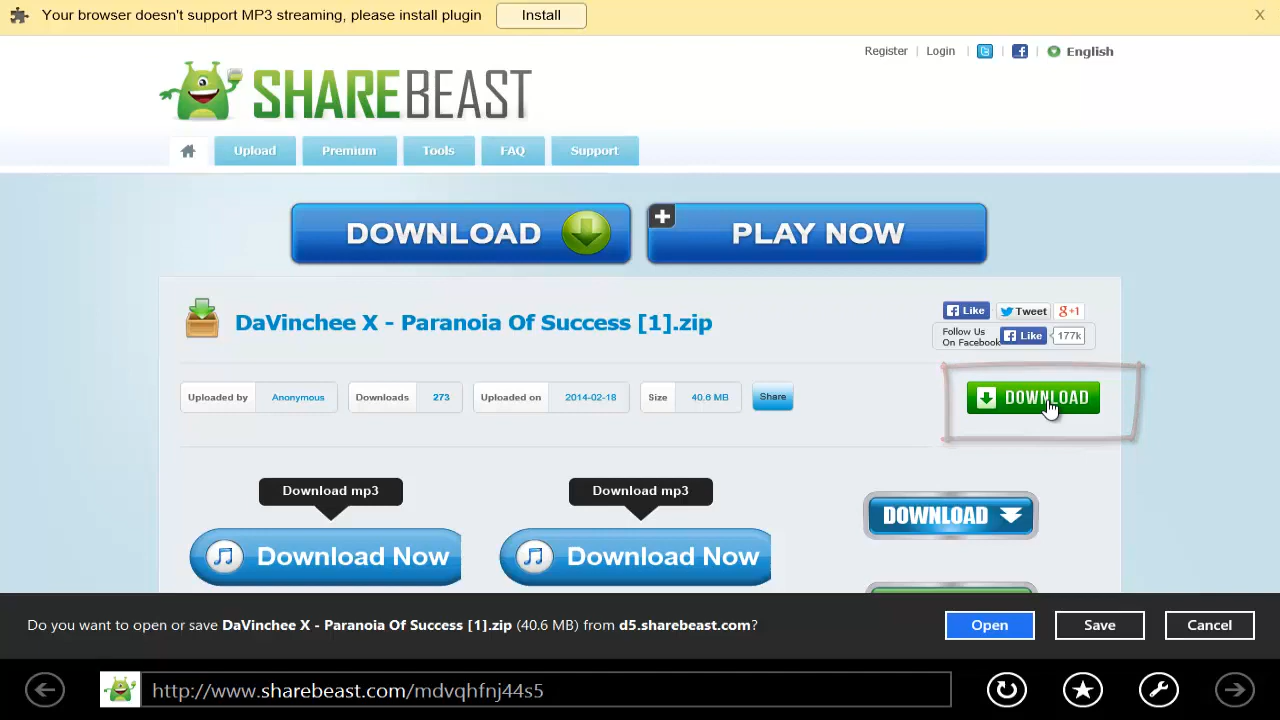 Your browser doesn't support MP3 streaming, please install plugin Install X
Register | Login | | English
SHAREBEAST
Upload Premium Tools FAQ Support
DOWNLOAD PLAY NOW
DaVinchee X - Paranoia Of Success [1].zip
Like Tweet g+1
Follow Us On Facebook Like 177k
Uploaded by Anonymous Downloads 273 Uploaded on 2014-02-18 Size 40.6 MB Share DOWNLOAD
Download mp3 Download mp3
DOWNLOAD
Download Now Download Now
Do you want to open or save DaVinchee X - Paranoia Of Success [1].zip (40.6 MB) from d5.sharebeast.com? Open Save Cancel
http://www.sharebeast.com/mdvqhfnj44s5